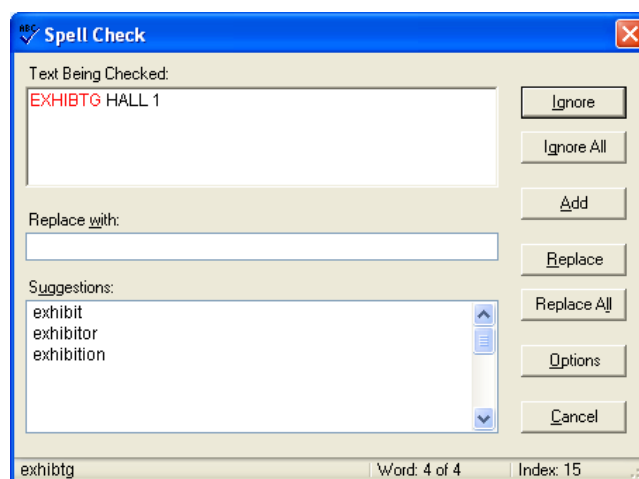 ABC Spell Check
Text Being Checked:
EXHIBTG HALL 1
Ignore
Ignore All
Add
Replace with:
Replace
Suggestions:
exhibit
exhibitor
exhibition
Replace All
Options
Cancel
exhibtg Word: 4 of 4 Index: 15